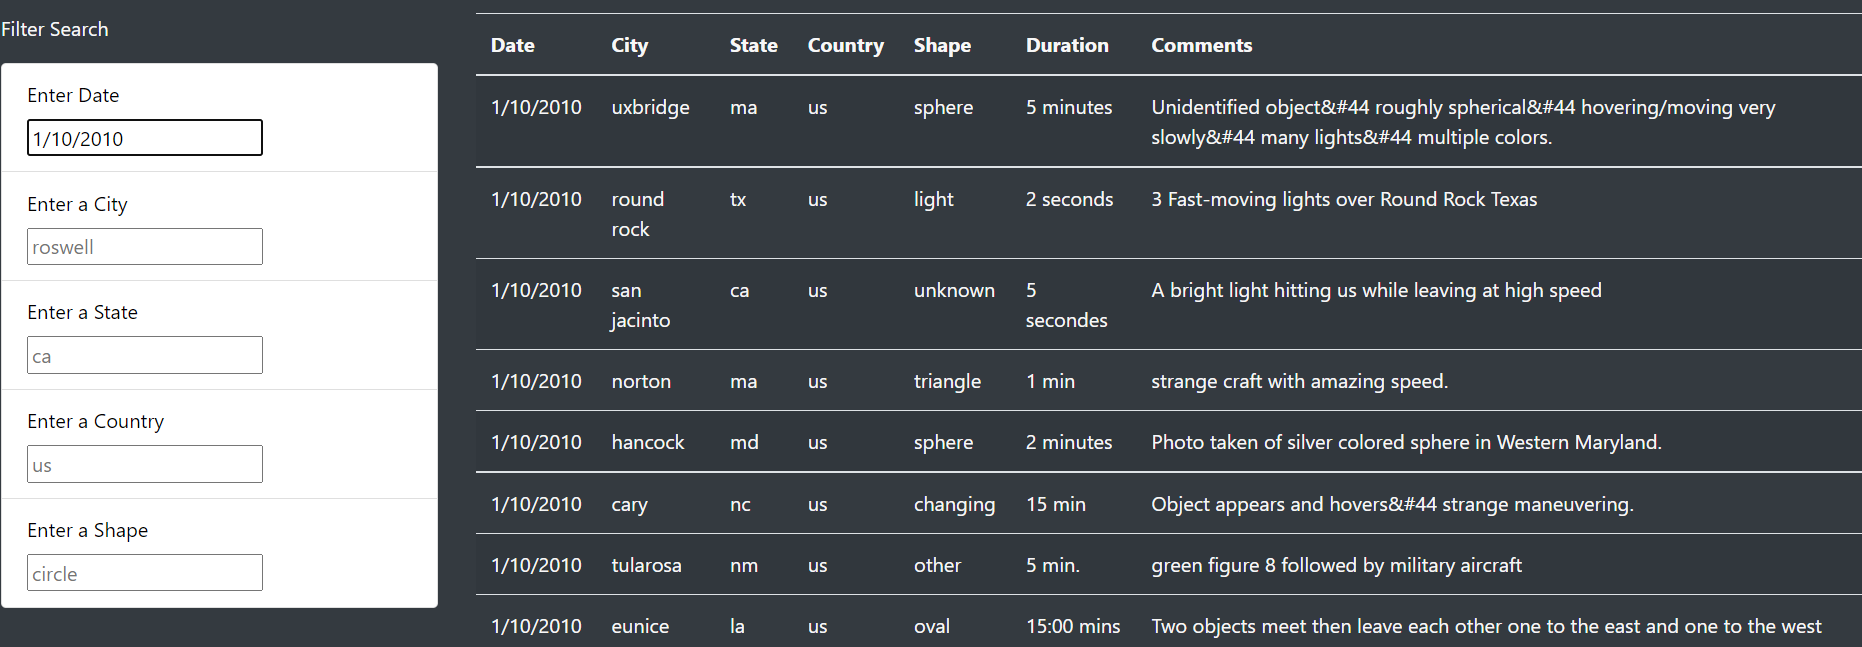 Filter Search
Enter Date
1/10/2010
Enter a City
roswell
Enter a State
ca
Enter a Country
us
Enter a Shape
circle
Date City State Country Shape Duration Comments
1/10/2010 uxbridge ma us sphere 5 minutes Unidentified object&#44 roughly spherical&#44 hovering/moving very
slowly&#44 many lights&#44 multiple colors.
1/10/2010 round tx us light 2 seconds 3 Fast-moving lights over Round Rock Texas
rock
1/10/2010 san ca us unknown 5 A bright light hitting us while leaving at high speed
jacinto secondes
1/10/2010 norton ma us triangle 1 min strange craft with amazing speed.
1/10/2010 hancock md us sphere 2 minutes Photo taken of silver colored sphere in Western Maryland.
1/10/2010 cary nc us changing 15 min Object appears and hovers&#44 strange maneuvering.
1/10/2010 tularosa nm us other 5 min. green figure 8 followed by military aircraft
1/10/2010 eunice la us oval 15:00 mins Two objects meet then leave each other one to the east and one to the west